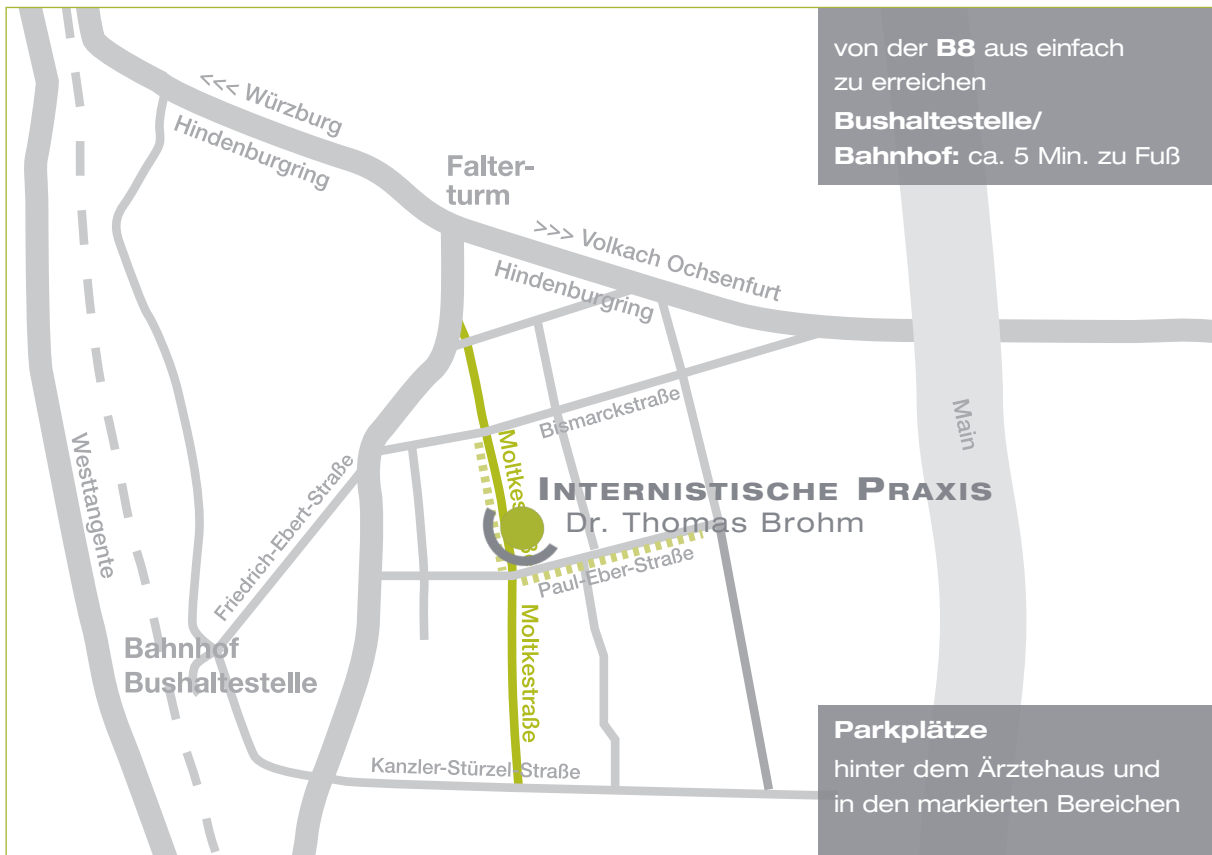 von der B8 aus einfach
zu erreichen
Bushaltestelle/
Bahnhof: ca. 5 Min. zu Fuß
<<< Würzburg
Hindenburgring
Falter-
turm
>>> Volkach Ochsenfurt
Hindenburgring
Bismarckstraße
Main
Westtangente
Friedrich-Ebert-Straße
INTERNISTISCHE PRAXIS
Dr. Thomas Brohm
Paul-Eber-Straße
Moltkestraße
Bahnhof
Bushaltestelle
Kanzler-Stürzel-Straße
Parkplätze
hinter dem Ärztehaus und
in den markierten Bereichen